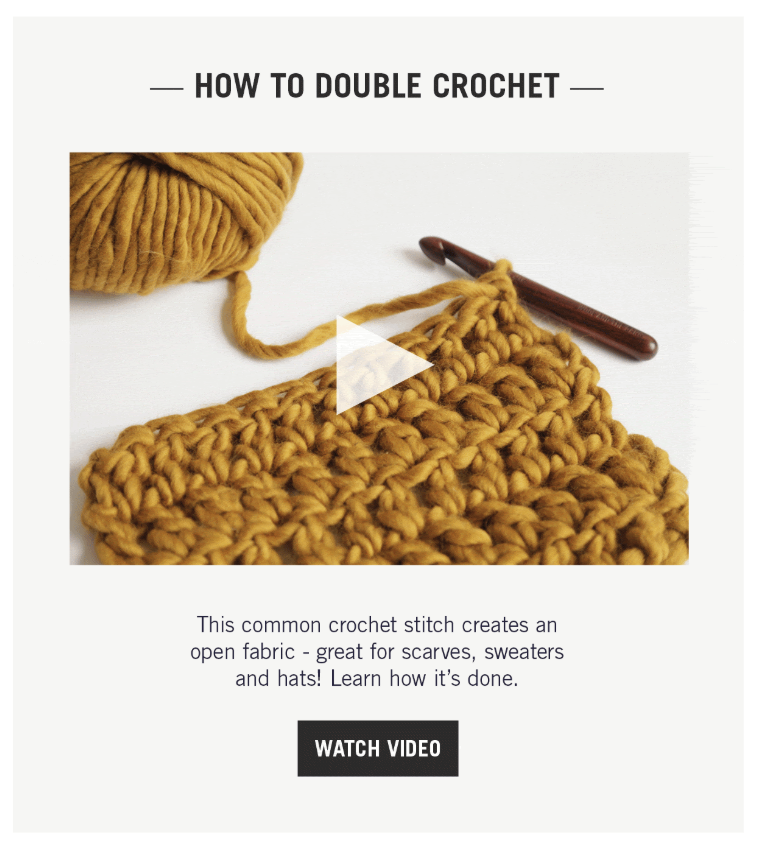 HOW TO DOUBLE CROCHET
This common crochet stitch creates an
open fabric - great for scarves, sweaters
and hats! Learn how it's done.
WATCH VIDEO